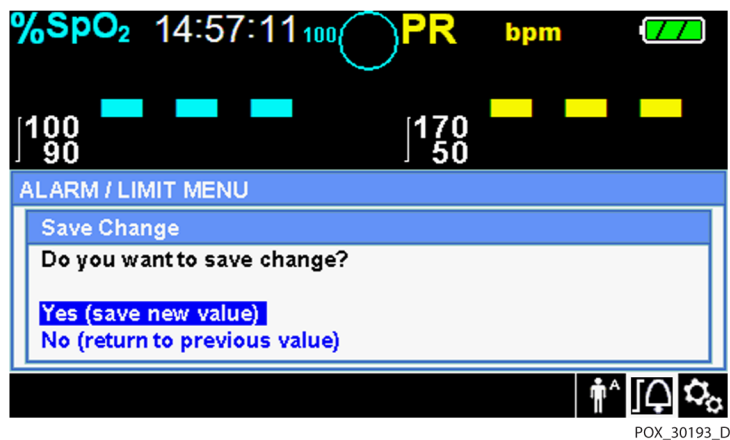 %SpO₂ 14:57:11 100 PR bpm
--- ---
100 170
90 50
ALARM / LIMIT MENU
Save Change
Do you want to save change?
Yes (save new value)
No (return to previous value)
A
POX_30193_D